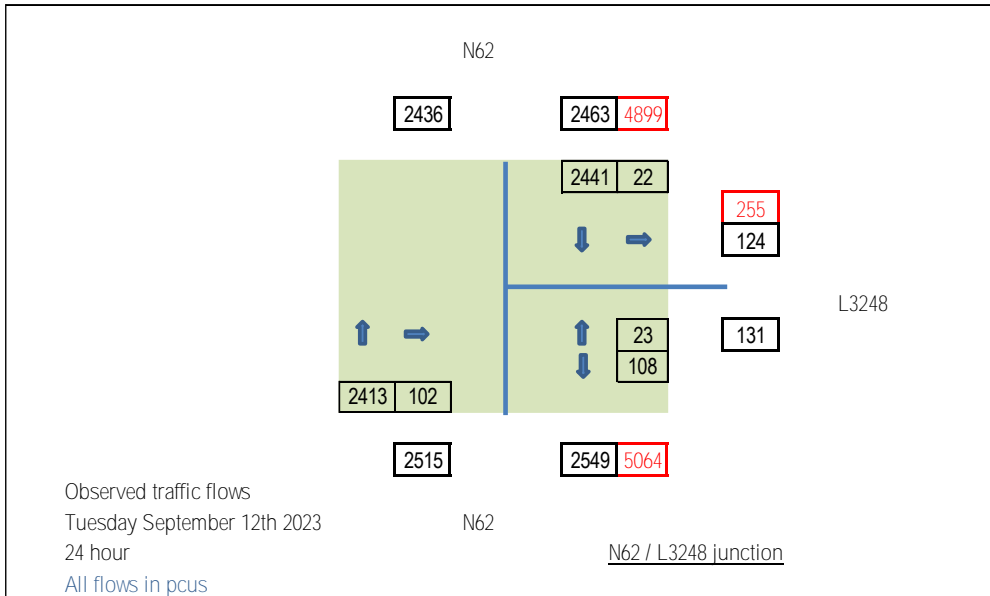 N62
2436 2463 4899
2441 22
255
124
L3248
23 131
108
2413 102
2515 2549 5064
Observed traffic flows
Tuesday September 12th 2023 N62
24 hour N62 / L3248 junction
All flows in pcus